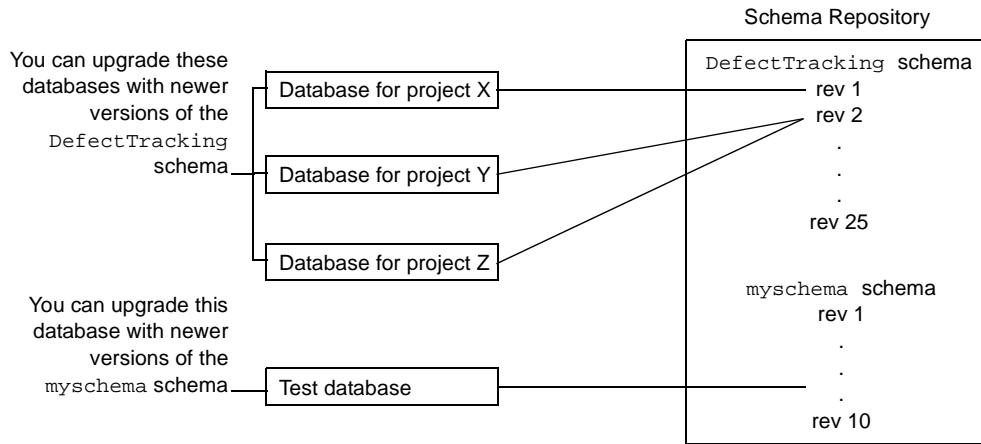 Schema Repository
You can upgrade these
databases with newer
versions of the
DefectTracking
schema
Database for project X
Database for project Y
Database for project Z
DefectTracking schema
rev 1
rev 2
.
.
.
rev 25
You can upgrade this
database with newer
versions of the
myschema schema
Test database
myschema schema
rev 1
.
.
.
rev 10